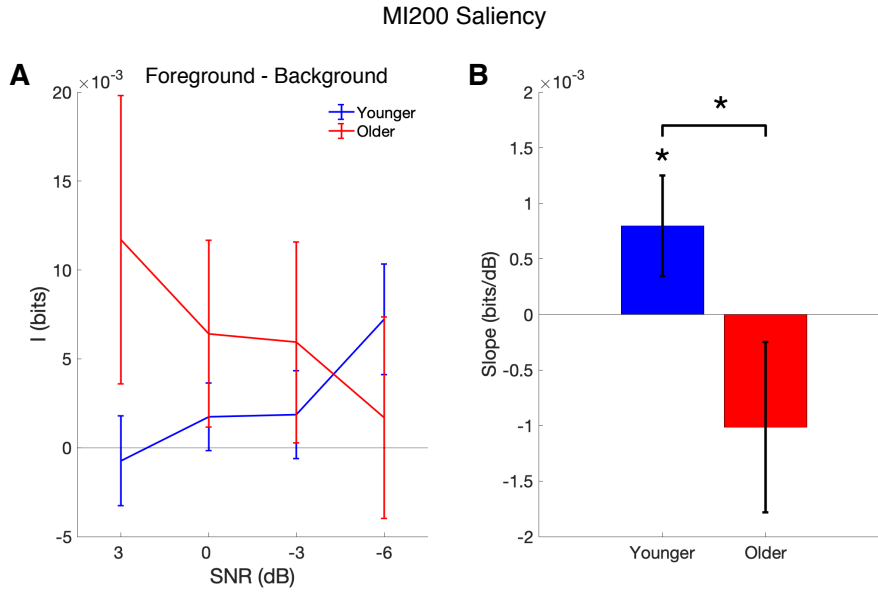 MI200 Saliency
A
×10⁻³
Foreground - Background
Younger
Older
20
15
10
5
0
-5
I (bits)
3 0 -3 -6
SNR (dB)
B
×10⁻³
*
*
2
1.5
1
0.5
0
-0.5
-1
-1.5
-2
Slope (bits/dB)
Younger Older